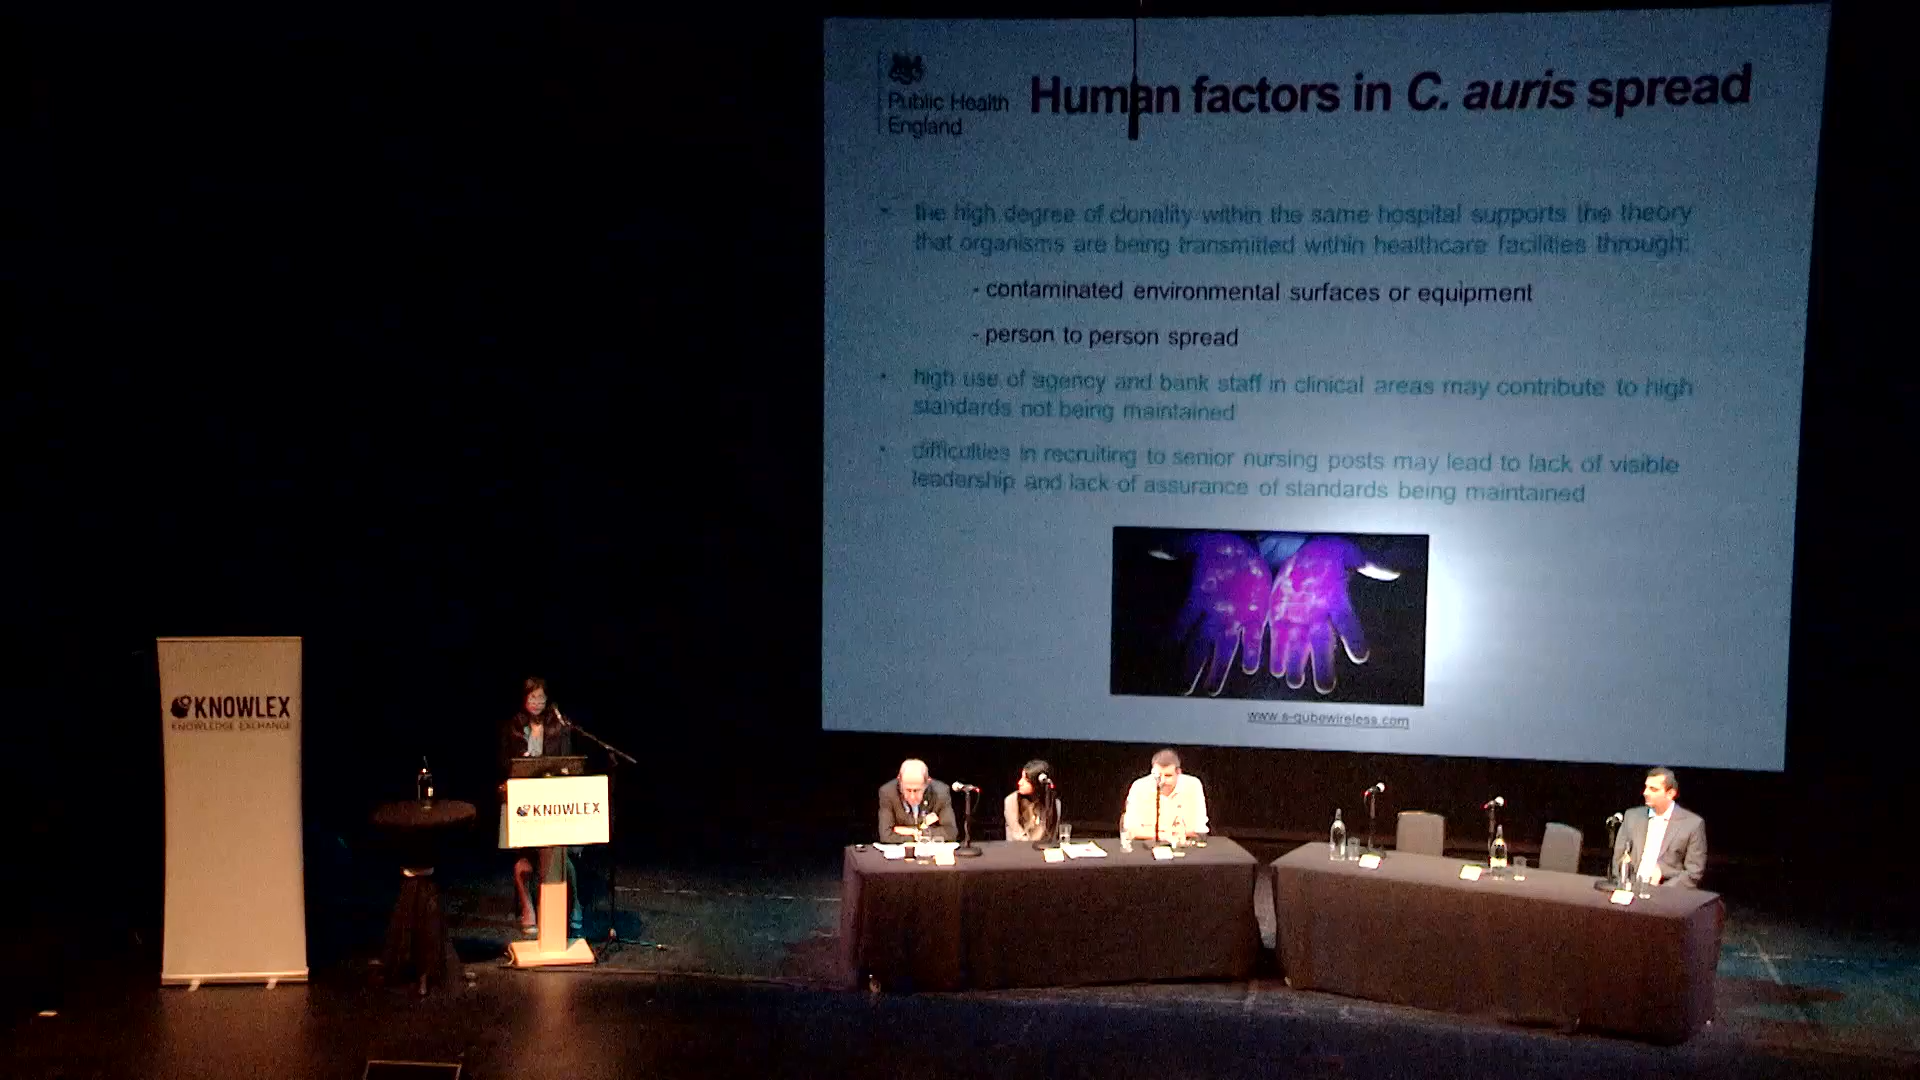 Public Health
England
Human factors in C. auris spread
• the high degree of clonality within the same hospital supports the theory
that organisms are being transmitted within healthcare facilities through:
- contaminated environmental surfaces or equipment
- person to person spread
• high use of agency and bank staff in clinical areas may contribute to high
standards not being maintained
• difficulties in recruiting to senior nursing posts may lead to lack of visible
leadership and lack of assurance of standards being maintained
www.s-qubewireless.com
KNOWLEX
KNOWLEDGE EXCHANGE
KNOWLEX